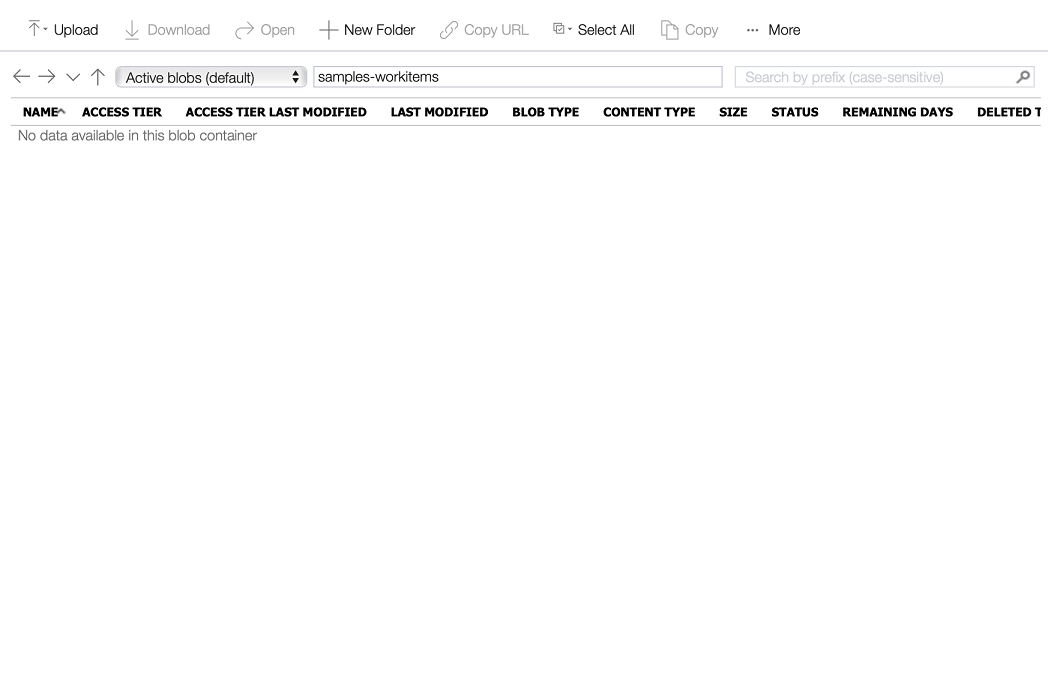 Upload Download Open New Folder Copy URL Select All Copy ... More
Active blobs (default) samples-workitems Search by prefix (case-sensitive)
NAME ACCESS TIER ACCESS TIER LAST MODIFIED LAST MODIFIED BLOB TYPE CONTENT TYPE SIZE STATUS REMAINING DAYS DELETED T
No data available in this blob container